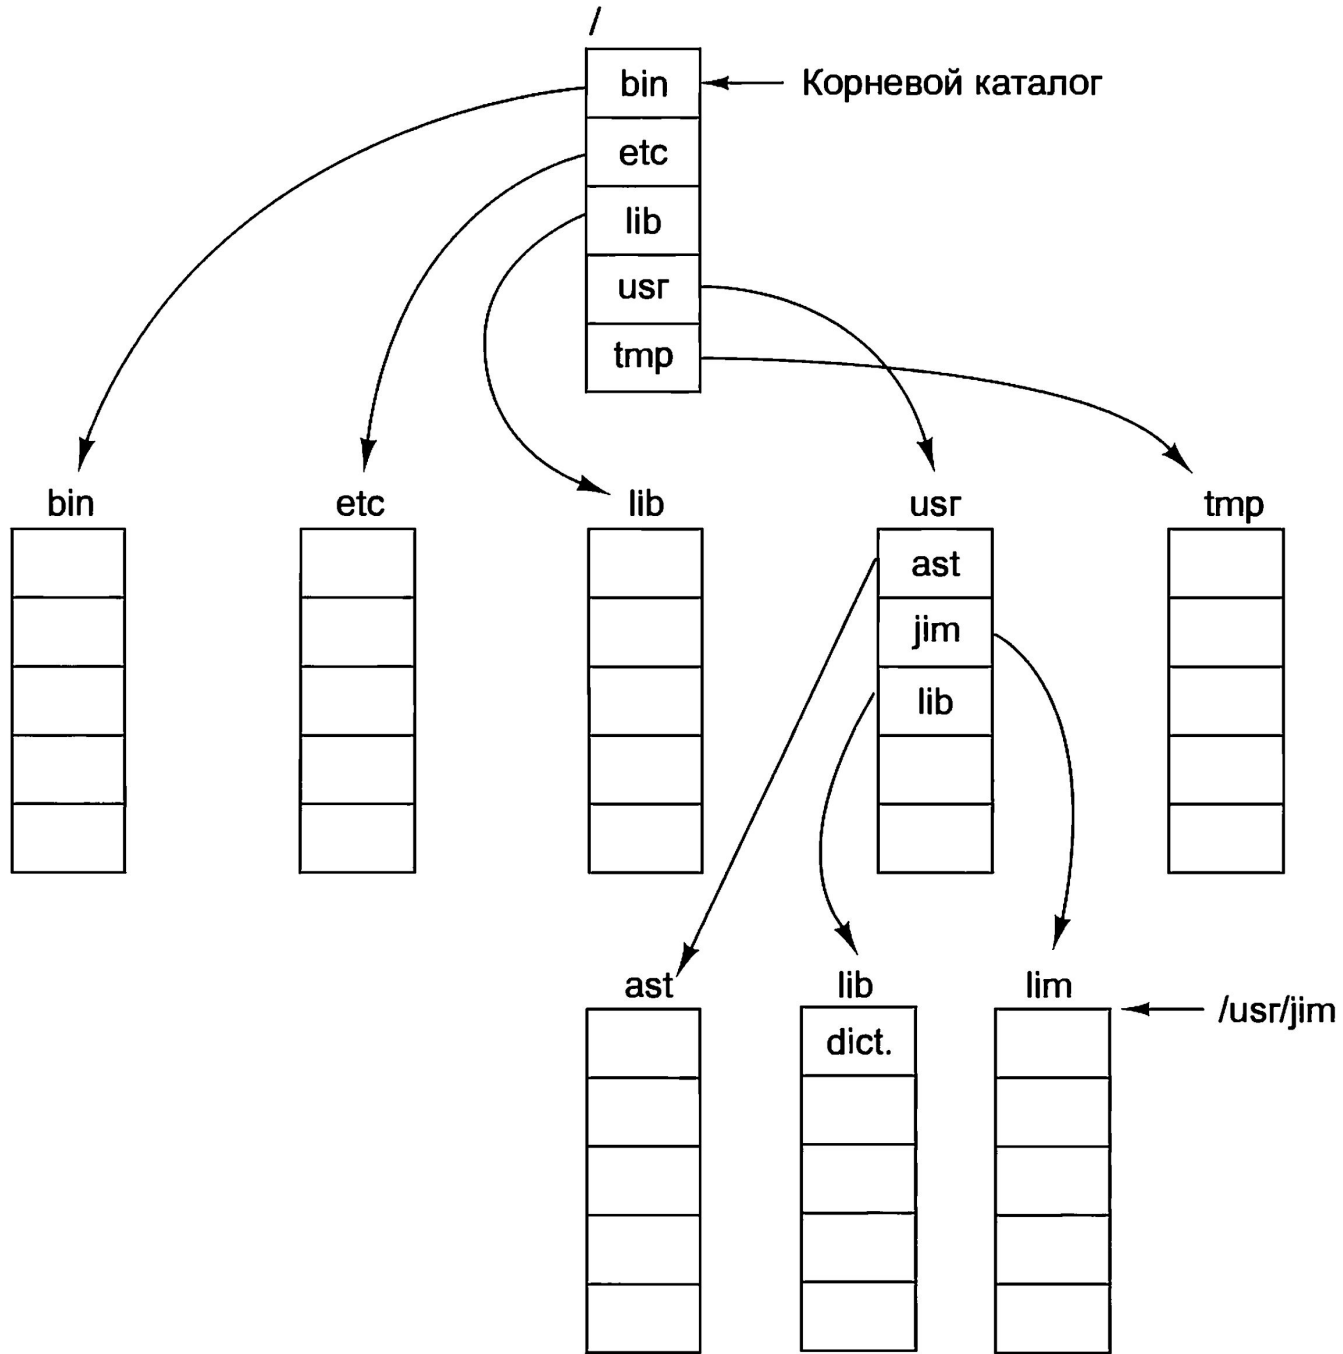 /
bin
Корневой каталог
etc
lib
usr
tmp
bin
etc
lib
usr
tmp
ast
jim
lib
ast
lib
lim
/usr/jim
dict.